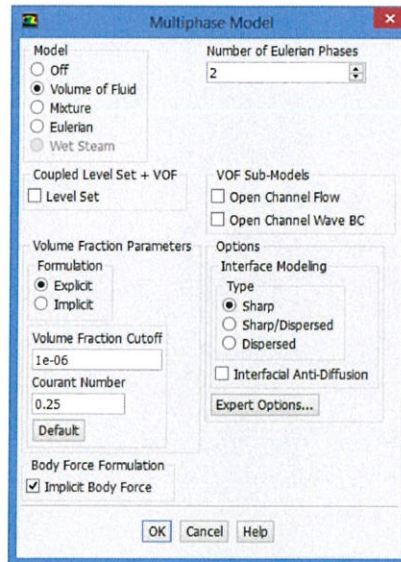 Multiphase Model
Model
Off
Volume of Fluid
Mixture
Eulerian
Wet Steam
Number of Eulerian Phases
2
Coupled Level Set + VOF
Level Set
VOF Sub-Models
Open Channel Flow
Open Channel Wave BC
Volume Fraction Parameters
Formulation
Explicit
Implicit
Volume Fraction Cutoff
1e-06
Courant Number
0.25
Default
Options
Interface Modeling
Type
Sharp
Sharp/Dispersed
Dispersed
Interfacial Anti-Diffusion
Expert Options...
Body Force Formulation
Implicit Body Force
OK Cancel Help